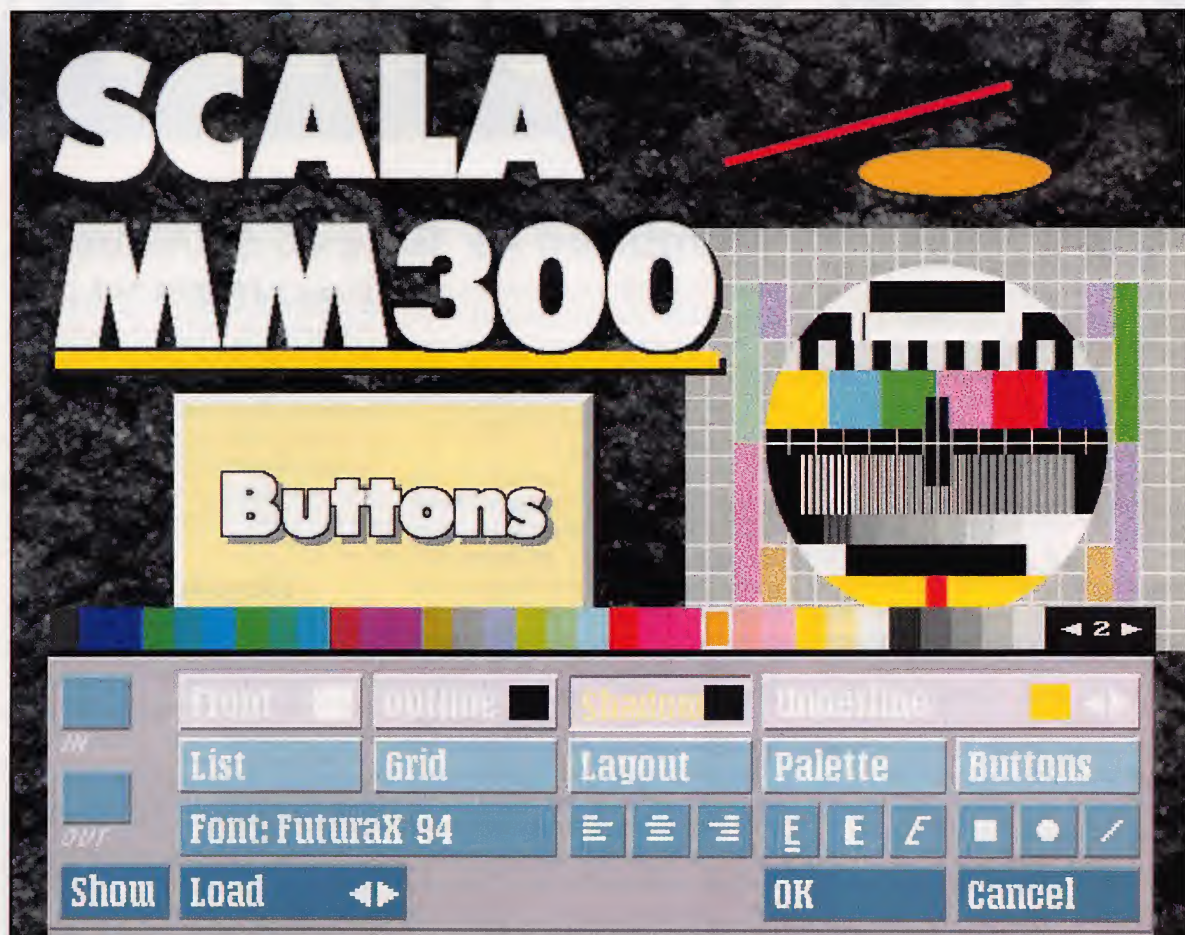 SCALA
MM300
Buttons
2
IN
Front Outline Shadow Underline
List Grid Layout Palette Buttons
OUT
Font: FuturaX 94 E E E
Show Load OK Cancel